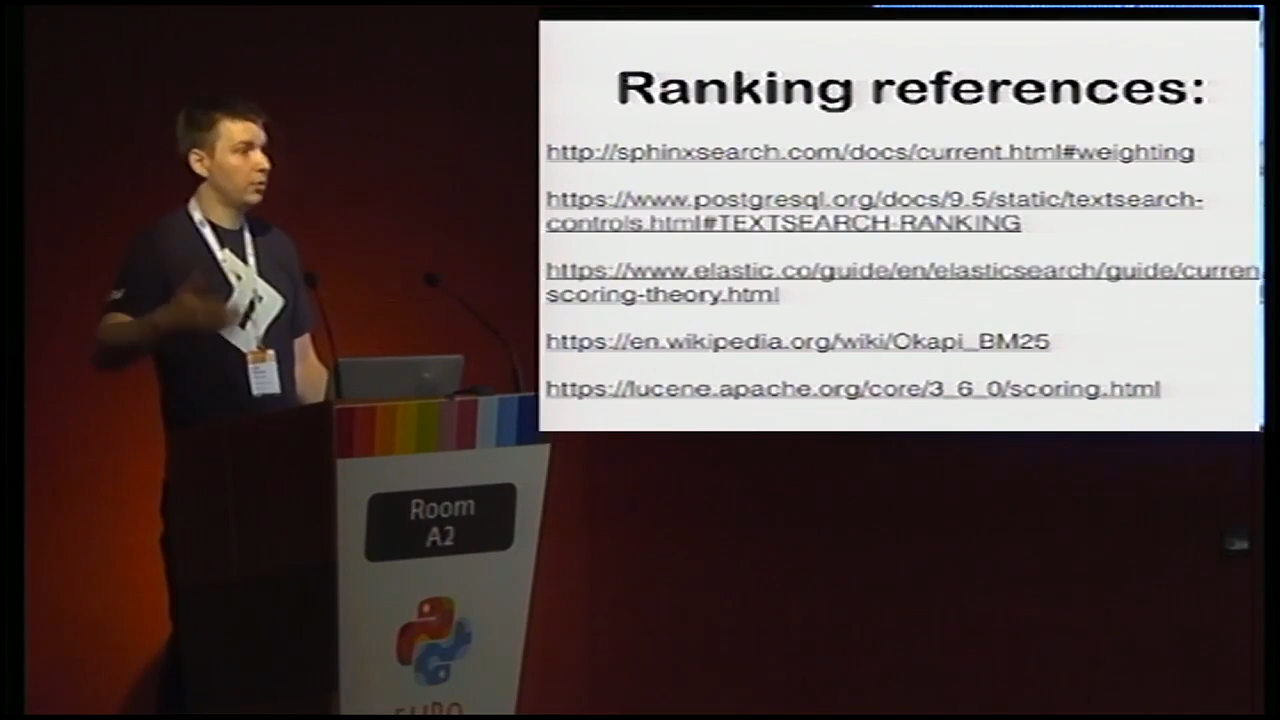 Ranking references:
http://sphinxsearch.com/docs/current.html#weighting
https://www.postgresql.org/docs/9.5/static/textsearch-
controls.html#TEXTSEARCH-RANKING
https://www.elastic.co/guide/en/elasticsearch/guide/curren
scoring-theory.html
https://en.wikipedia.org/wiki/Okapi_BM25
https://lucene.apache.org/core/3_6_0/scoring.html
Room
A2
EURO